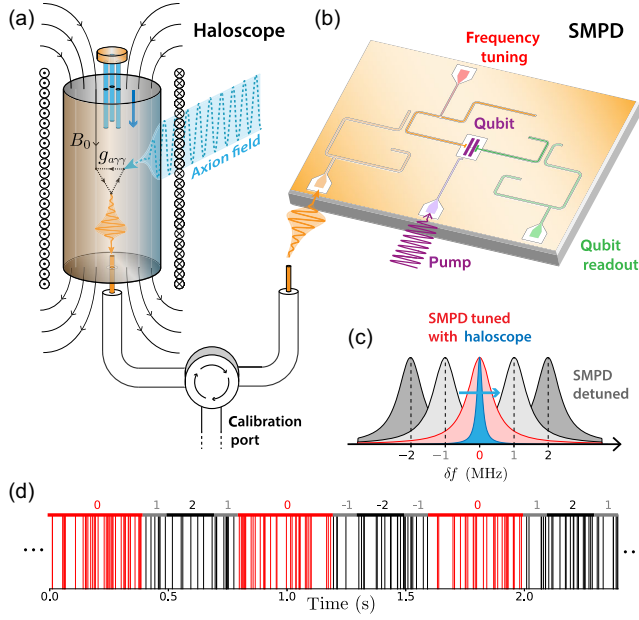 (a)
Haloscope
B₀
gₐγγ
Axion field
Calibration
port
(b)
SMPD
Frequency
tuning
Qubit
Pump
Qubit
readout
(c)
SMPD tuned
with haloscope
SMPD
detuned
−2 −1 0 1 2
δf (MHz)
(d)
0 1 2 1 0 -1 -2 -1 0 1 2 1
0.0 0.5 1.0 1.5 2.0
Time (s)